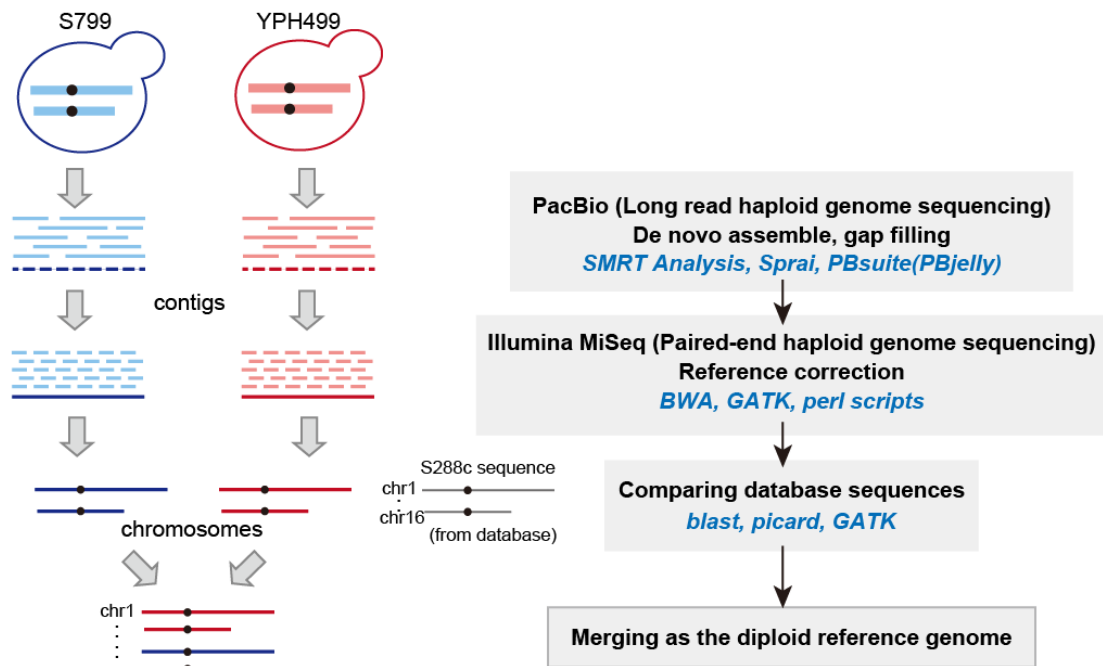 S799
YPH499
contigs
S288c sequence
chr1
chr16
(from database)
chromosomes
chr1
PacBio (Long read haploid genome sequencing)
De novo assemble, gap filling
SMRT Analysis, Sprai, PBsuite(PBjelly)
Illumina MiSeq (Paired-end haploid genome sequencing)
Reference correction
BWA, GATK, perl scripts
Comparing database sequences
blast, picard, GATK
Merging as the diploid reference genome